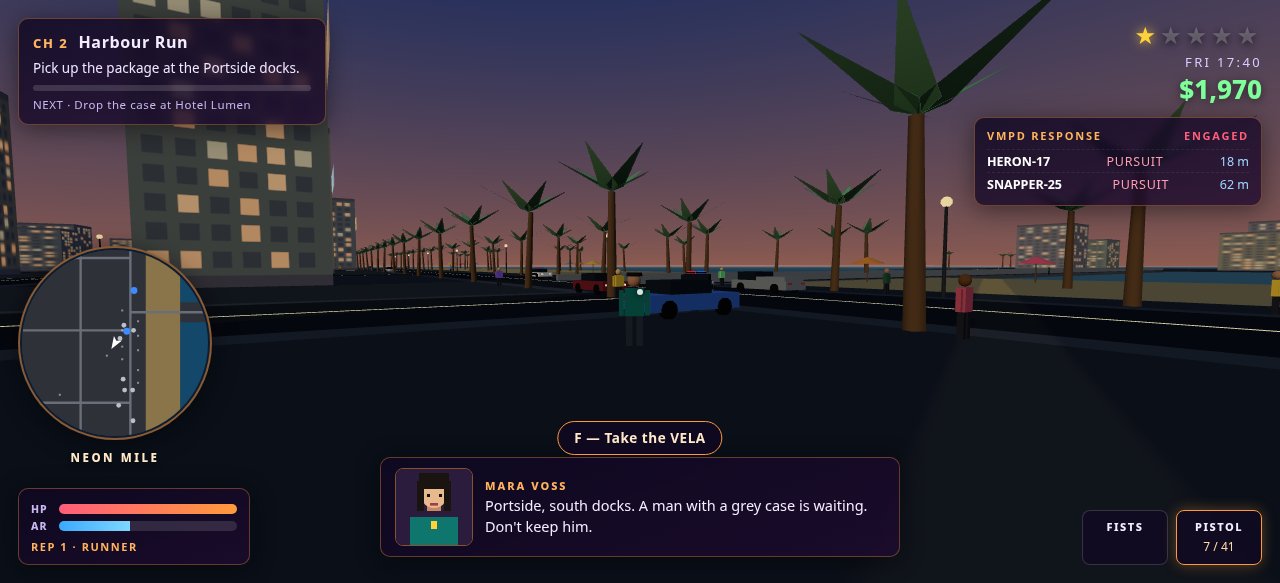 CH 2 Harbour Run
Pick up the package at the Portside docks.
NEXT · Drop the case at Hotel Lumen
FRI 17:40
$1,970
VMPD RESPONSE ENGAGED
HERON-17 PURSUIT 18 m
SNAPPER-25 PURSUIT 62 m
NEON MILE
F — Take the VELA
MARA VOSS
Portside, south docks. A man with a grey case is waiting.
Don't keep him.
HP
AR
REP 1 · RUNNER
FISTS
PISTOL
7 / 41